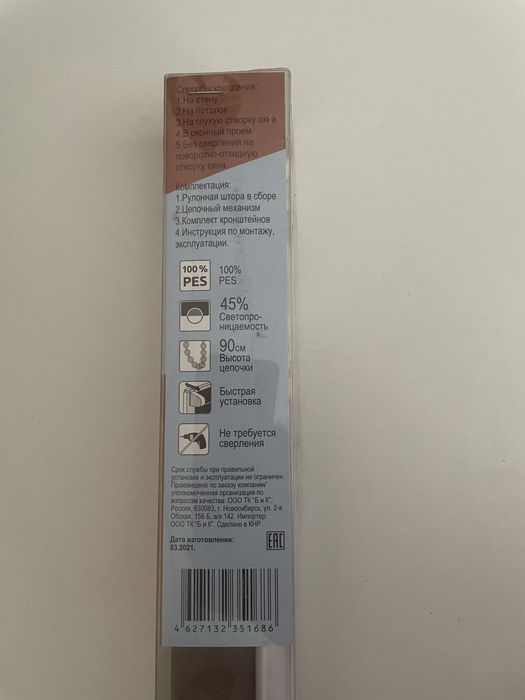 Способы крепления:
1.На стену
2.На потолок
3.На глухую створку окна
4.В оконный проем
5.Без сверления на
поворотно-откидную
створку окна.
Комплектация:
1.Рулонная штора в сборе
2.Цепочный механизм
3.Комплект кронштейнов
4.Инструкция по монтажу,
эксплуатации.
100 %
PES
100%
PES
45%
Светопро-
ницаемость
90см
Высота
цепочки
Быстрая
установка
Не требуется
сверления
Срок службы при правильной
установке и эксплуатации не ограничен.
Произведено по заказу компании/
уполномоченная организация по
вопросам качества: ООО ТК "Б и К",
Россия, 630083, г. Новосибирск, ул. 2-я
Обская, 156 Б, а/я 142. Импортер:
ООО ТК "Б и К". Сделано в КНР.
Дата изготовления:
03.2021.
EAC
4 627132 351686